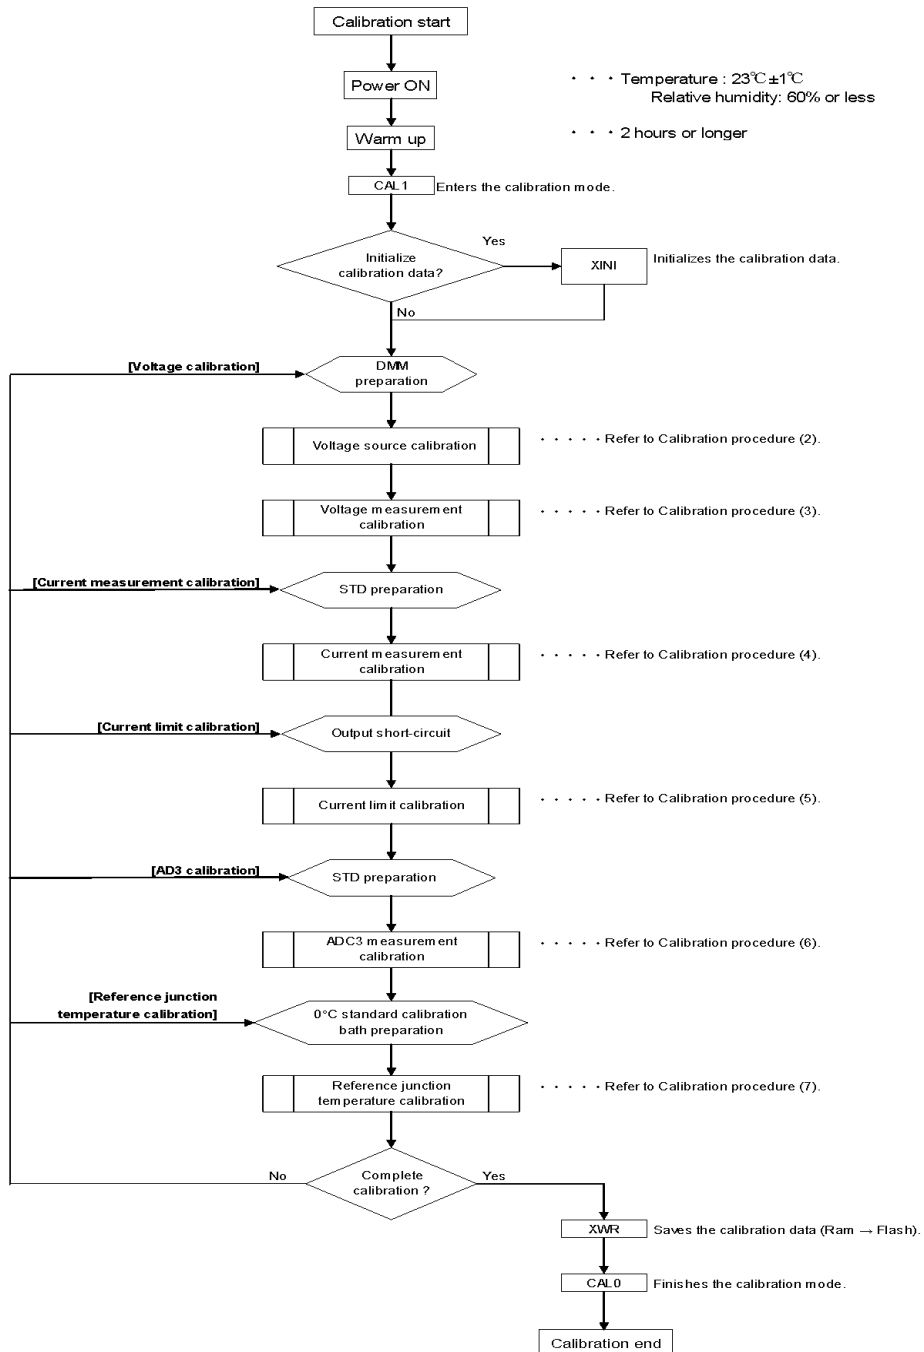 Calibration start
Power ON
・・・ Temperature : 23℃±1℃
Relative humidity: 60% or less
Warm up
・・・ 2 hours or longer
CAL1
Enters the calibration mode.
Yes
Initialize
calibration data?
XINI
Initializes the calibration data.
No
[Voltage calibration]
DMM
preparation
Voltage source calibration
・・・・・ Refer to Calibration procedure (2).
Voltage measurement
calibration
・・・・・ Refer to Calibration procedure (3).
[Current measurement calibration]
STD preparation
Current measurement
calibration
・・・・・ Refer to Calibration procedure (4).
[Current limit calibration]
Output short-circuit
Current limit calibration
・・・・・ Refer to Calibration procedure (5).
[AD3 calibration]
STD preparation
ADC3 measurement
calibration
・・・・・ Refer to Calibration procedure (6).
[Reference junction
temperature calibration]
0°C standard calibration
bath preparation
Reference junction
temperature calibration
・・・・・ Refer to Calibration procedure (7).
No
Complete
calibration ?
Yes
XWR
Saves the calibration data (Ram → Flash).
CAL0
Finishes the calibration mode.
Calibration end